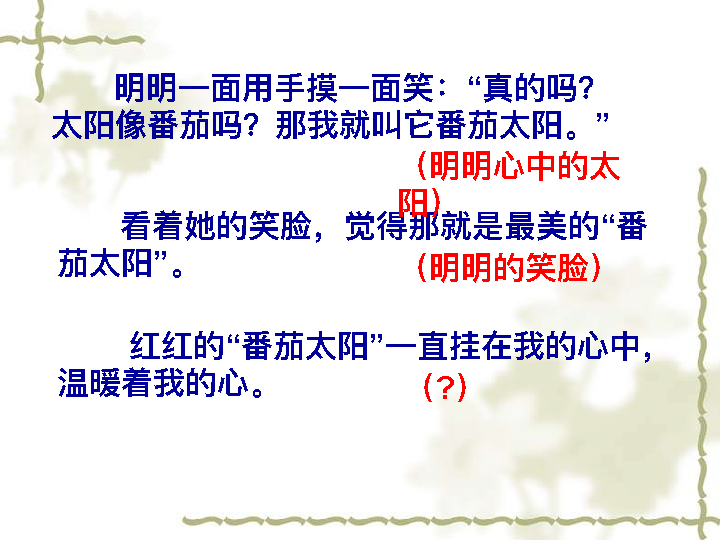 明明一面用手摸一面笑：“真的吗？
太阳像番茄吗？那我就叫它番茄太阳。”
（明明心中的太
阳）
看着她的笑脸，觉得那就是最美的“番
茄太阳”。
（明明的笑脸）
红红的“番茄太阳”一直挂在我的心中，
温暖着我的心。
（?）